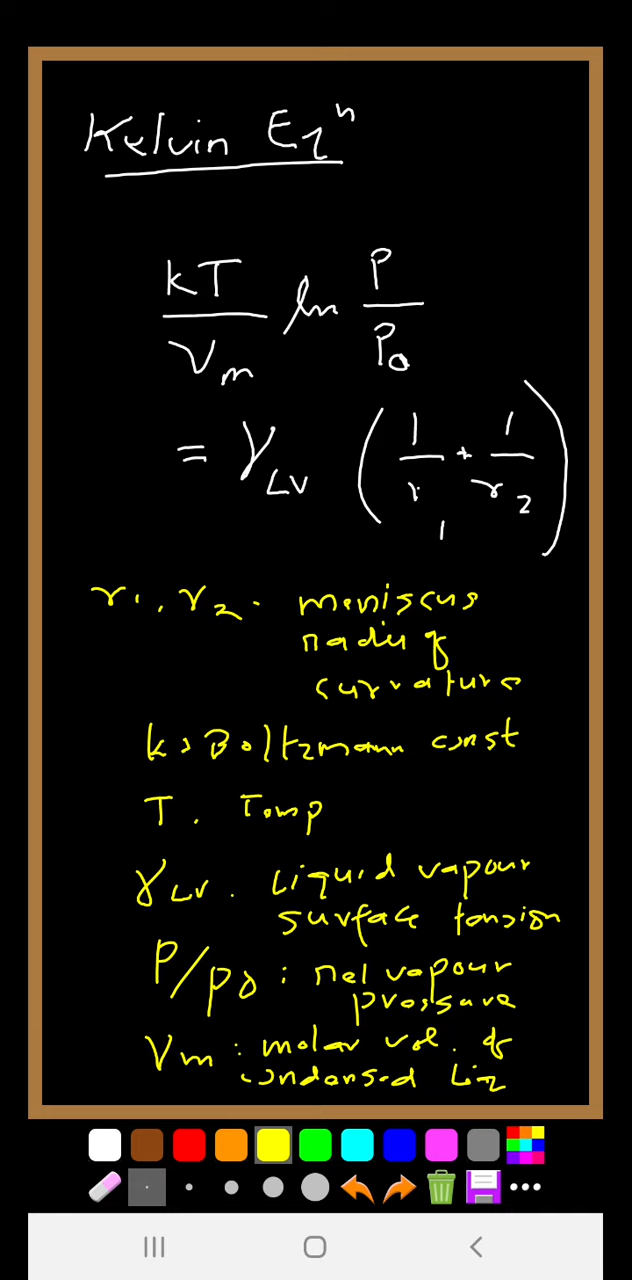 Kelvin Eqⁿ
kT/Vm ln P/P₀
= γLV (1/r₁ + 1/r₂)
r₁, r₂. meniscus
radii of
curvature
k → Boltzmann const
T. Temp
γLV. Liquid vapour
surface tension
P/P₀ : rel vapour
pressure
Vm : molar vol. of
condensed Liq